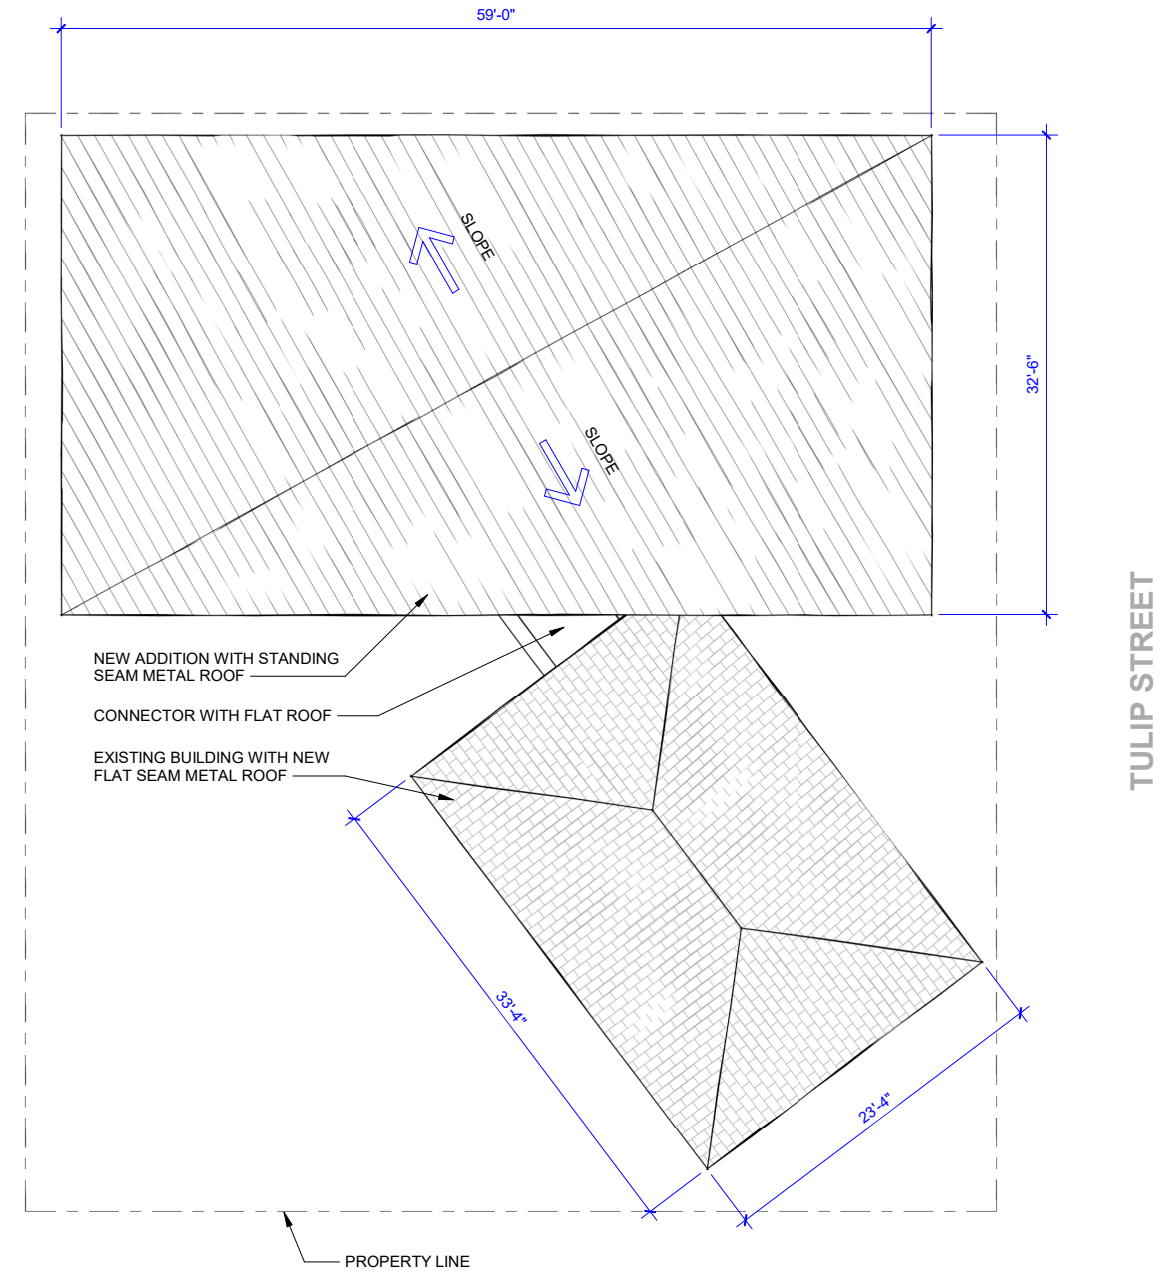 59'-0"
SLOPE
32'-6"
SLOPE
TULIP STREET
NEW ADDITION WITH STANDING
SEAM METAL ROOF
CONNECTOR WITH FLAT ROOF
EXISTING BUILDING WITH NEW
FLAT SEAM METAL ROOF
33'-4"
23'-4"
PROPERTY LINE